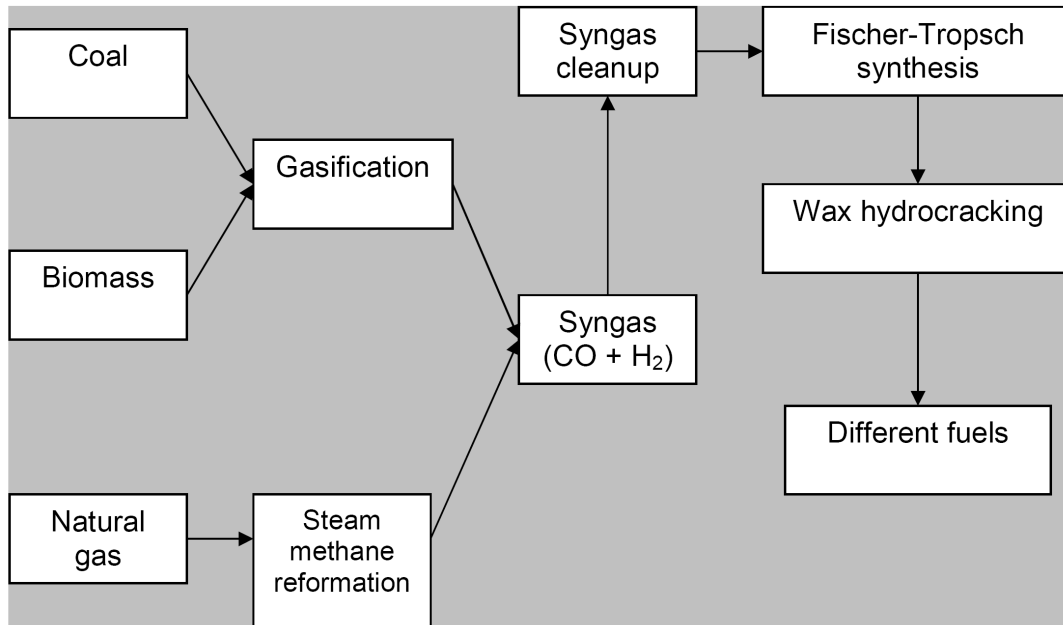 Coal
Biomass
Natural
gas
Gasification
Steam
methane
reformation
Syngas
(CO + H₂)
Syngas
cleanup
Fischer-Tropsch
synthesis
Wax hydrocracking
Different fuels